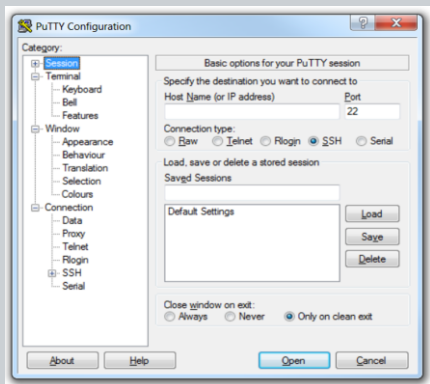 PuTTY Configuration
Category:
Session
Terminal
Keyboard
Bell
Features
Window
Appearance
Behaviour
Translation
Selection
Colours
Connection
Data
Proxy
Telnet
Rlogin
SSH
Serial
Basic options for your PuTTY session
Specify the destination you want to connect to
Host Name (or IP address) Port
22
Connection type:
Raw Telnet Rlogin SSH Serial
Load, save or delete a stored session
Saved Sessions
Default Settings
Load
Save
Delete
Close window on exit:
Always Never Only on clean exit
About Help Open Cancel